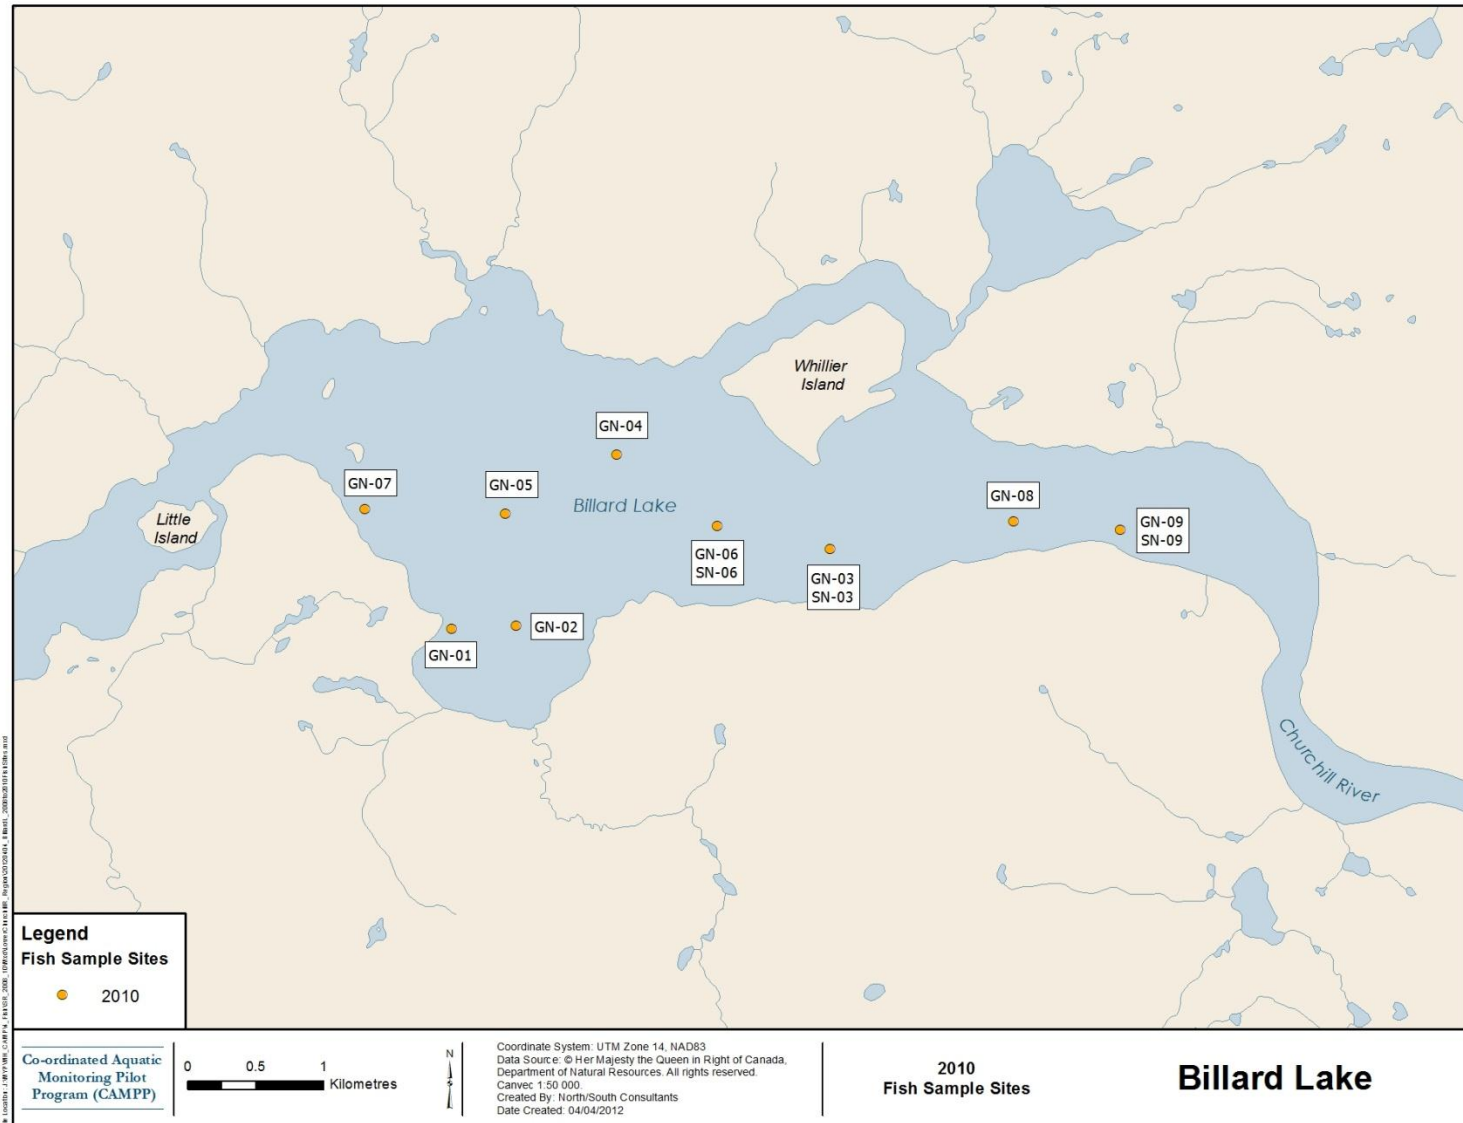 Whillier
Island
GN-04
GN-07
GN-05
Billard Lake
GN-08
GN-09
SN-09
Little
Island
GN-06
SN-06
GN-03
SN-03
GN-02
GN-01
Churchill River
Legend
Fish Sample Sites
2010
Co-ordinated Aquatic
Monitoring Pilot
Program (CAMPP)
0 0.5 1
Kilometres
N
Coordinate System: UTM Zone 14, NAD83
Data Source: © Her Majesty the Queen in Right of Canada,
Department of Natural Resources. All rights reserved.
Canvec 1:50 000.
Created By: North/South Consultants
Date Created: 04/04/2012
2010
Fish Sample Sites
Billard Lake